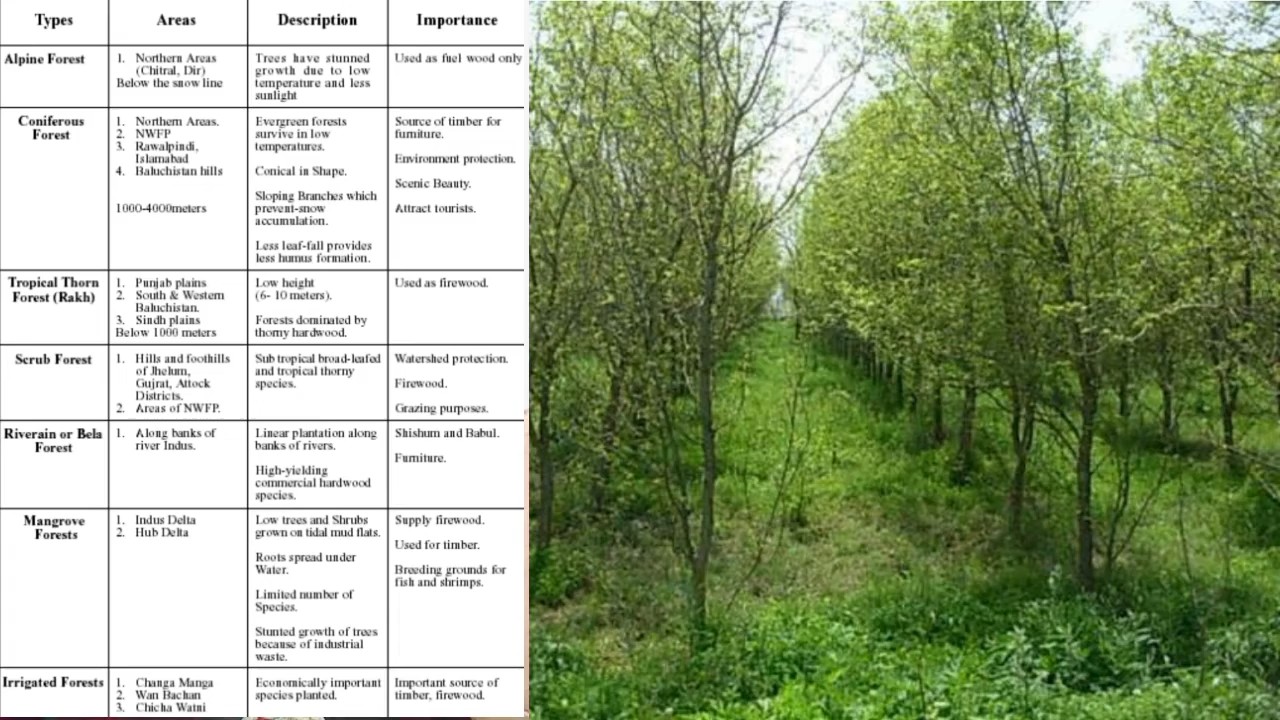 Types Areas Description Importance
Alpine Forest
1. Northern Areas
(Chitral, Dir)
Below the snow line
Trees have stunned
growth due to low
temperature and less
sunlight
Used as fuel wood only
Coniferous
Forest
1. Northern Areas.
2. NWFP
3. Rawalpindi,
Islamabad
4. Baluchistan hills
1000-4000meters
Evergreen forests
survive in low
temperatures.
Conical in Shape.
Sloping Branches which
prevent-snow
accumulation.
Less leaf-fall provides
less humus formation.
Source of timber for
furniture.
Environment protection.
Scenic Beauty.
Attract tourists.
Tropical Thorn
Forest (Rakh)
1. Punjab plains
2. South & Western
Baluchistan.
3. Sindh plains
Below 1000 meters
Low height
(6- 10 meters).
Forests dominated by
thorny hardwood.
Used as firewood.
Scrub Forest
1. Hills and foothills
of Jhelum,
Gujrat, Attock
Districts.
2. Areas of NWFP.
Sub tropical broad-leafed
and tropical thorny
species.
Watershed protection.
Firewood.
Grazing purposes.
Riverain or Bela
Forest
1. Along banks of
river Indus.
Linear plantation along
banks of rivers.
High-yielding
commercial hardwood
species.
Shishum and Babul.
Furniture.
Mangrove
Forests
1. Indus Delta
2. Hub Delta
Low trees and Shrubs
grown on tidal mud flats.
Roots spread under
Water.
Limited number of
Species.
Stunted growth of trees
because of industrial
waste.
Supply firewood.
Used for timber.
Breeding grounds for
fish and shrimps.
Irrigated Forests
1. Changa Manga
2. Wan Bachan
3. Chicha Watni
Economically important
species planted.
Important source of
timber, firewood.